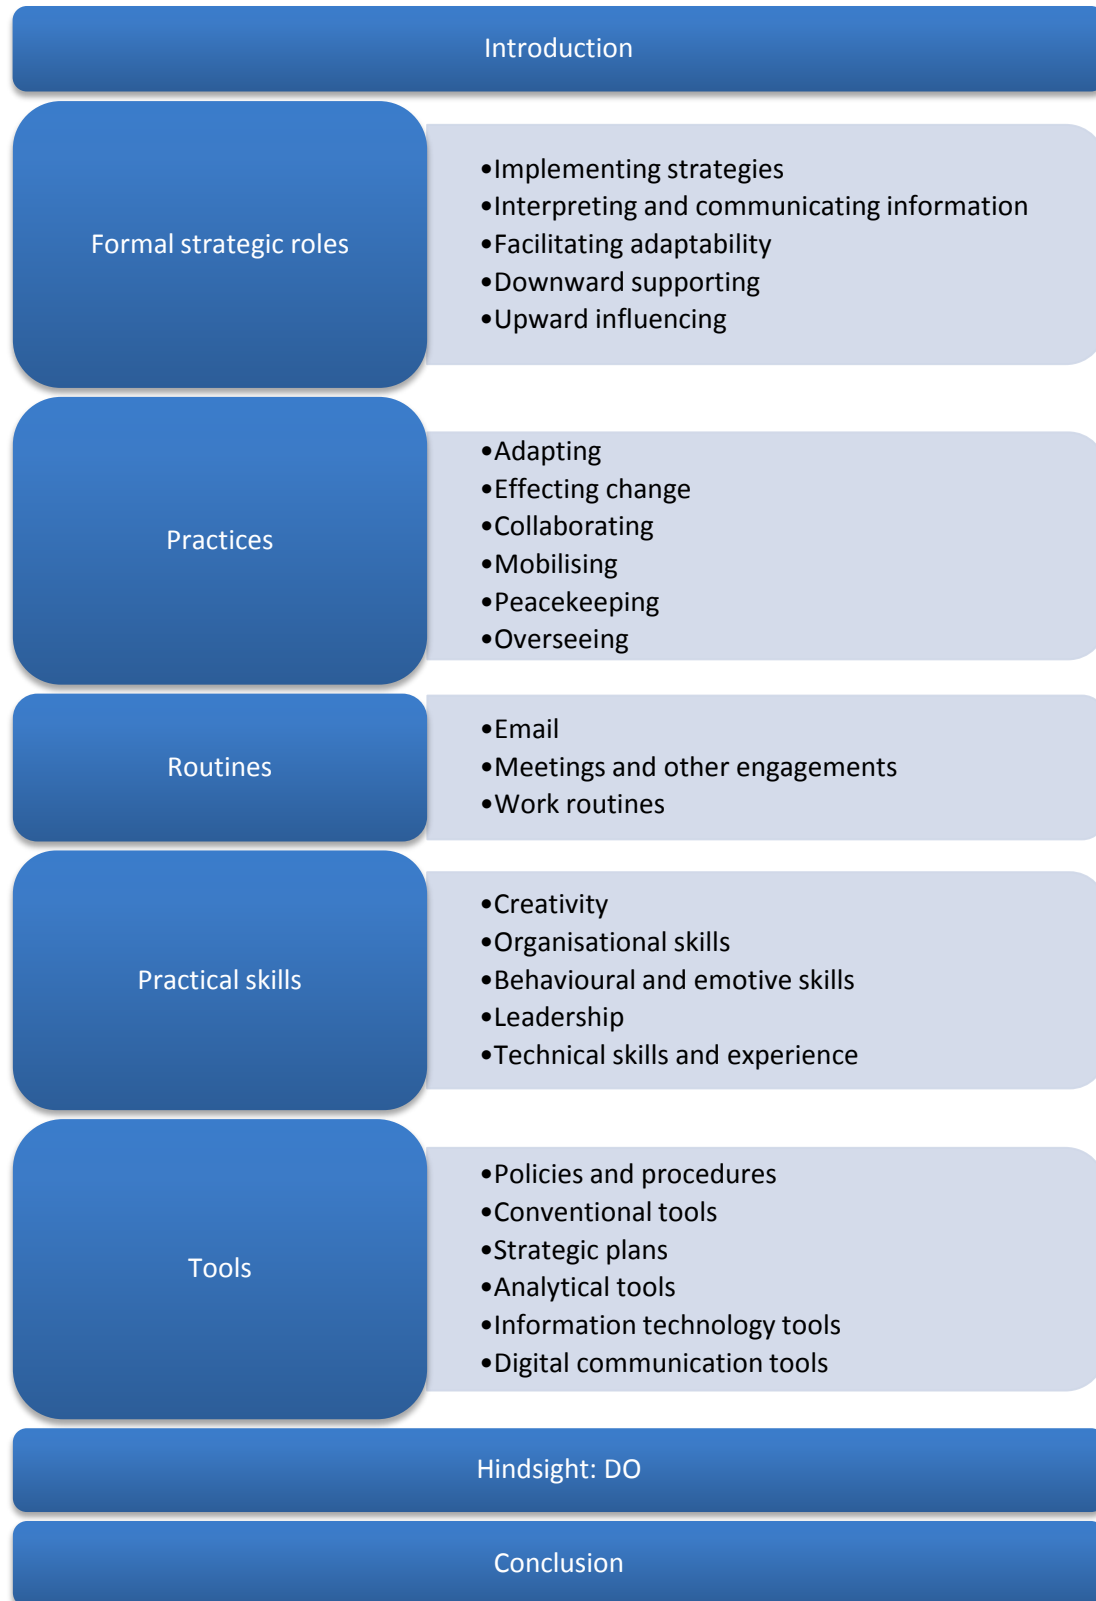 Introduction
Formal strategic roles
•Implementing strategies
•Interpreting and communicating information
•Facilitating adaptability
•Downward supporting
•Upward influencing
Practices
•Adapting
•Effecting change
•Collaborating
•Mobilising
•Peacekeeping
•Overseeing
Routines
•Email
•Meetings and other engagements
•Work routines
Practical skills
•Creativity
•Organisational skills
•Behavioural and emotive skills
•Leadership
•Technical skills and experience
Tools
•Policies and procedures
•Conventional tools
•Strategic plans
•Analytical tools
•Information technology tools
•Digital communication tools
Hindsight: DO
Conclusion